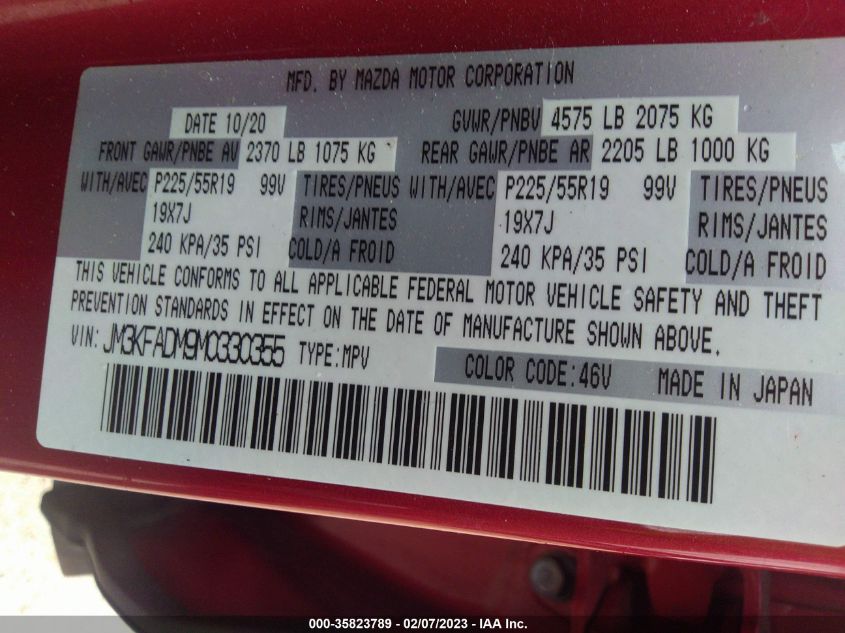 MFD. BY MAZDA MOTOR CORPORATION
DATE 10/20 GVWR/PNBV 4575 LB 2075 KG
FRONT GAWR/PNBE AV 2370 LB 1075 KG REAR GAWR/PNBE AR 2205 LB 1000 KG
WITH/AVEC P225/55R19 99V TIRES/PNEUS WITH/AVEC P225/55R19 99V TIRES/PNEUS
19X7J RIMS/JANTES 19X7J RIMS/JANTES
240 KPA/35 PSI COLD/A FROID 240 KPA/35 PSI COLD/A FROID
THIS VEHICLE CONFORMS TO ALL APPLICABLE FEDERAL MOTOR VEHICLE SAFETY AND THEFT
PREVENTION STANDARDS IN EFFECT ON THE DATE OF MANUFACTURE SHOWN ABOVE.
VIN: JM3KFADM9M0330355 TYPE:MPV COLOR CODE:46V MADE IN JAPAN
000-35823789 - 02/07/2023 - IAA Inc.